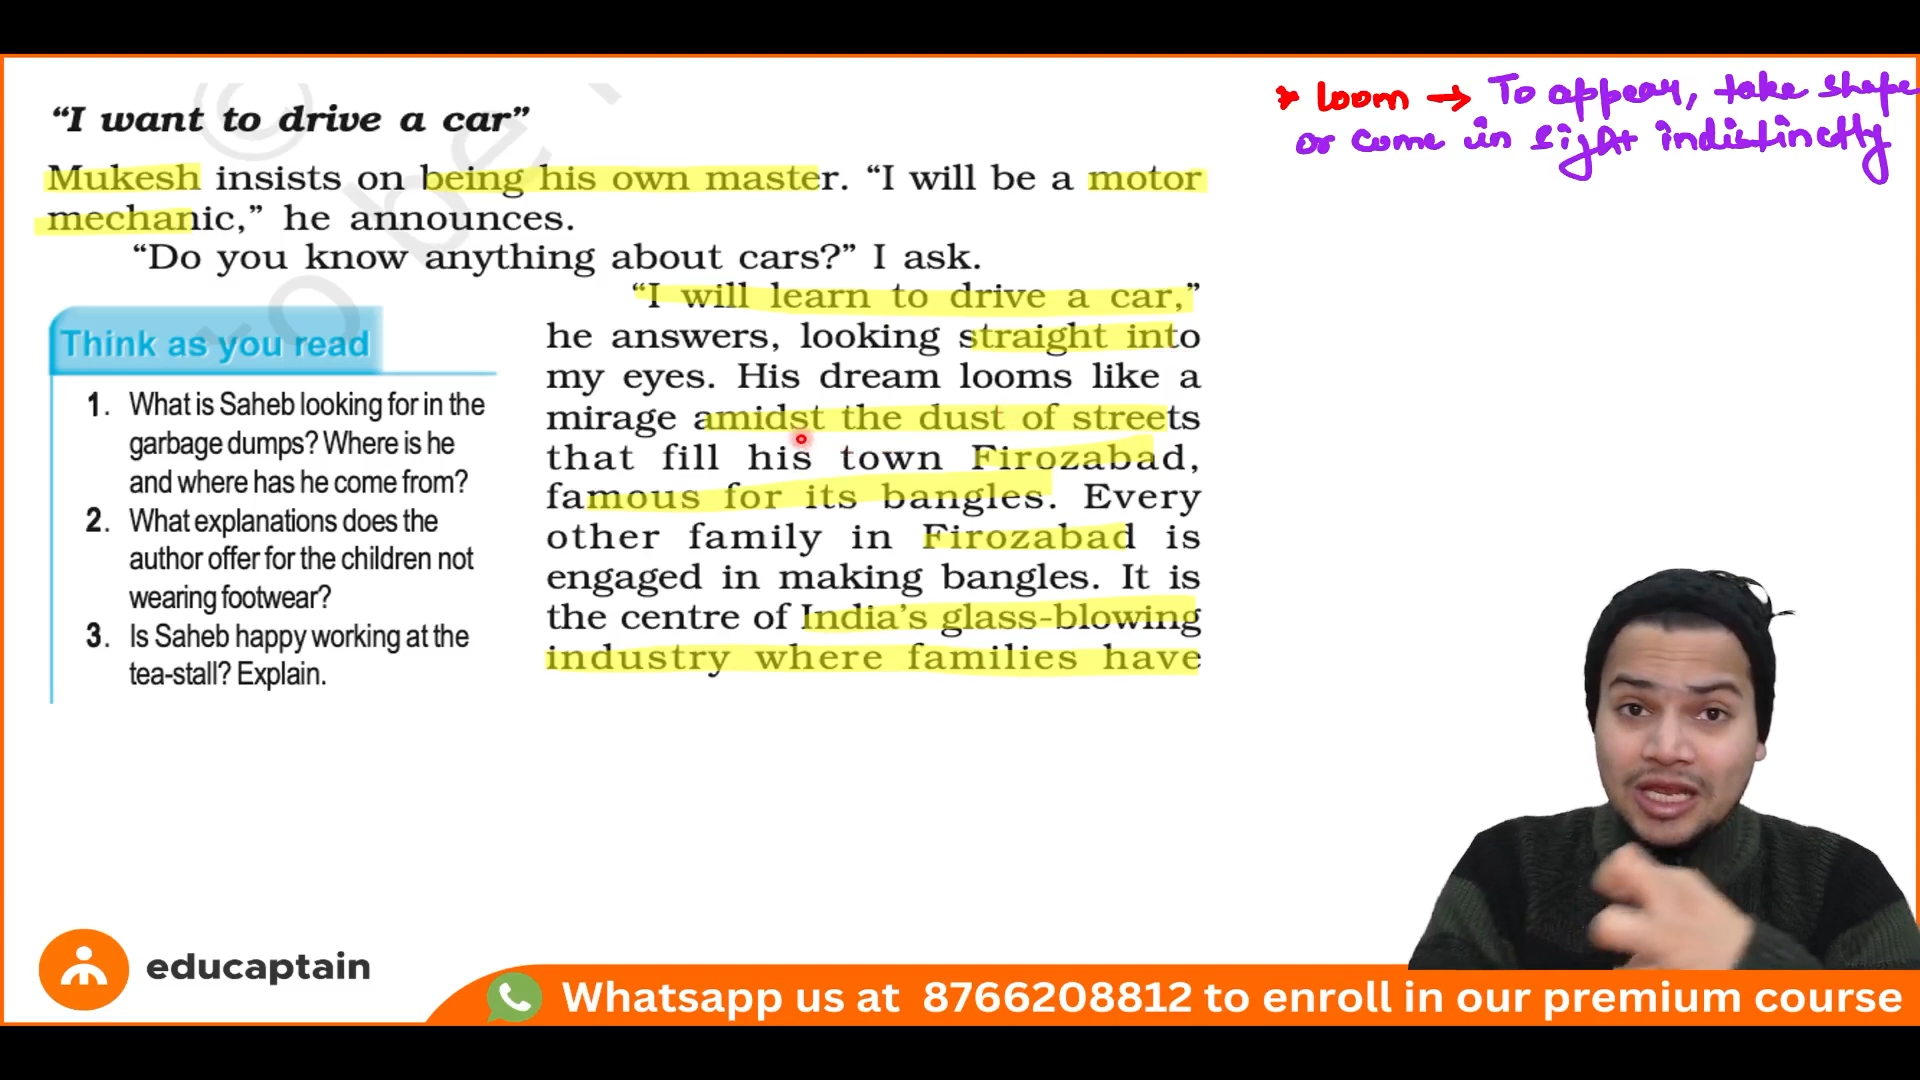 “I want to drive a car”
* loom → To appear, take shape
or come in sight indistinctly
Mukesh insists on being his own master. “I will be a motor
mechanic,” he announces.
“Do you know anything about cars?” I ask.
“I will learn to drive a car,”
he answers, looking straight into
my eyes. His dream looms like a
mirage amidst the dust of streets
that fill his town Firozabad,
famous for its bangles. Every
other family in Firozabad is
engaged in making bangles. It is
the centre of India’s glass-blowing
industry where families have
Think as you read
1. What is Saheb looking for in the
garbage dumps? Where is he
and where has he come from?
2. What explanations does the
author offer for the children not
wearing footwear?
3. Is Saheb happy working at the
tea-stall? Explain.
educaptain
Whatsapp us at 8766208812 to enroll in our premium course